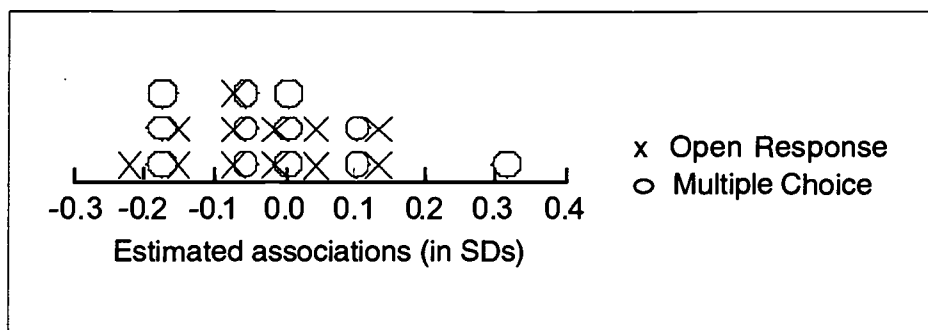 x Open Response
o Multiple Choice
-0.3 -0.2 -0.1 0.0 0.1 0.2 0.3 0.4
Estimated associations (in SDs)